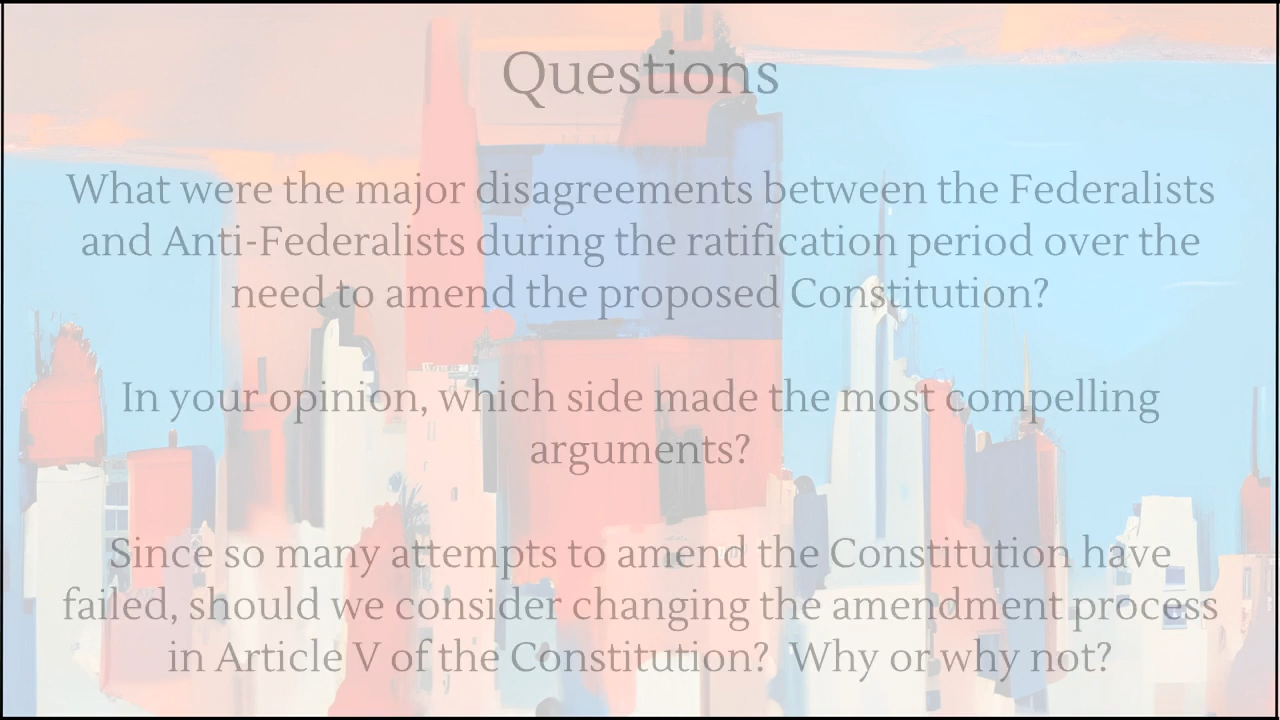 Questions
What were the major disagreements between the Federalists
and Anti-Federalists during the ratification period over the
need to amend the proposed Constitution?
In your opinion, which side made the most compelling
arguments?
Since so many attempts to amend the Constitution have
failed, should we consider changing the amendment process
in Article V of the Constitution?  Why or why not?